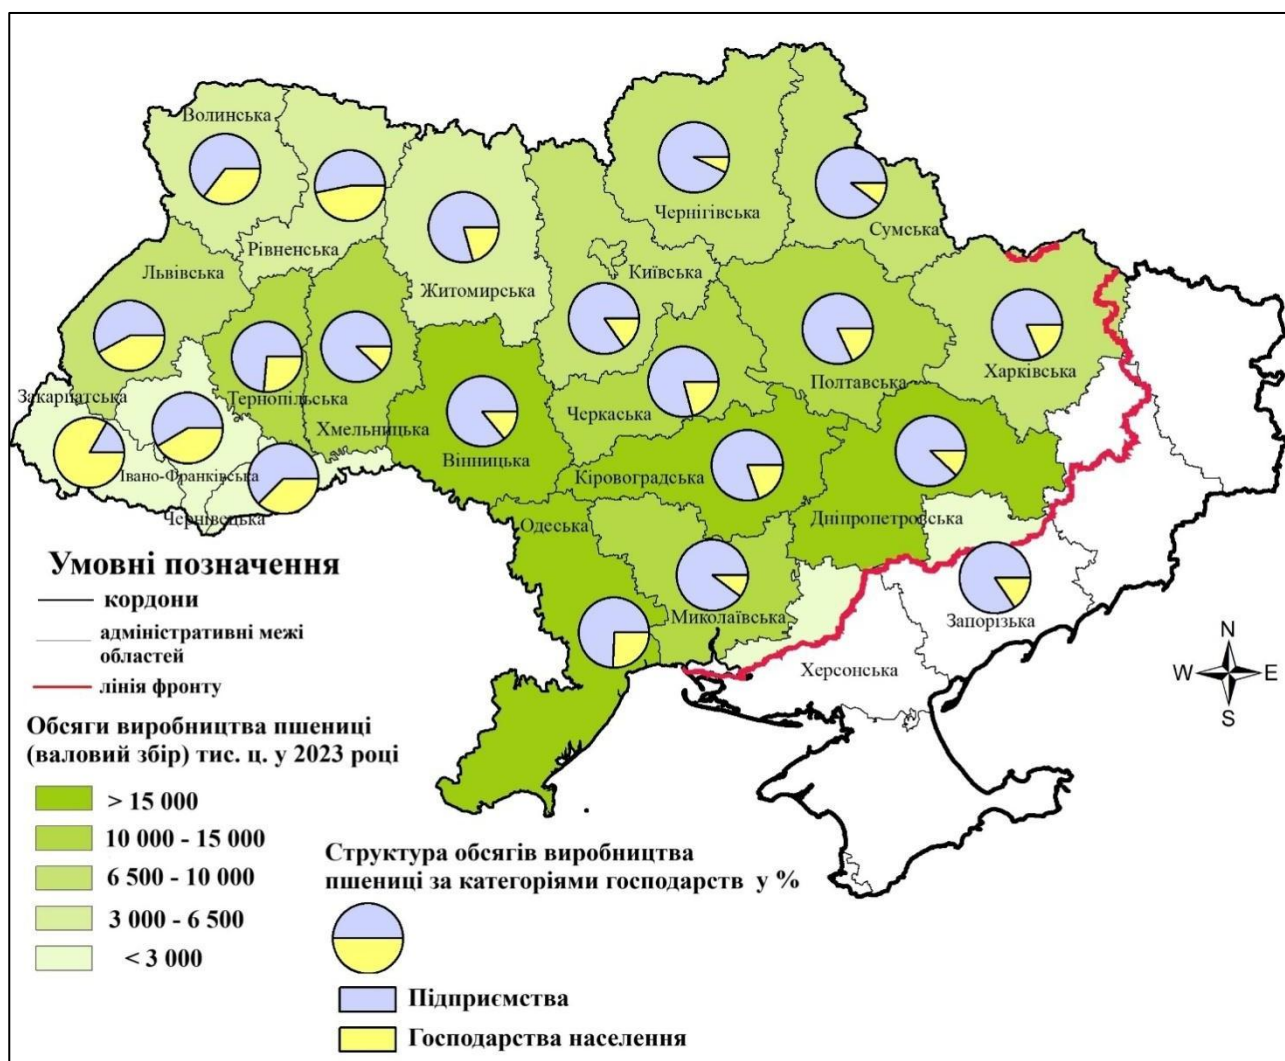 Волинська
Рівненська
Львівська
Житомирська
Київська
Чернігівська
Сумська
Закарпатська
Тернопільська
Хмельницька
Вінницька
Черкаська
Полтавська
Харківська
Івано-Франківська
Чернівецька
Кіровоградська
Одеська
Дніпропетровська
Миколаївська
Запорізька
Херсонська
N
W
E
S
Умовні позначення
кордони
адміністративні межі
областей
лінія фронту
Обсяги виробництва пшениці
(валовий збір) тис. ц. у 2023 році
> 15 000
10 000 - 15 000
6 500 - 10 000
3 000 - 6 500
< 3 000
Структура обсягів виробництва
пшениці за категоріями господарств у %
Підприємства
Господарства населення